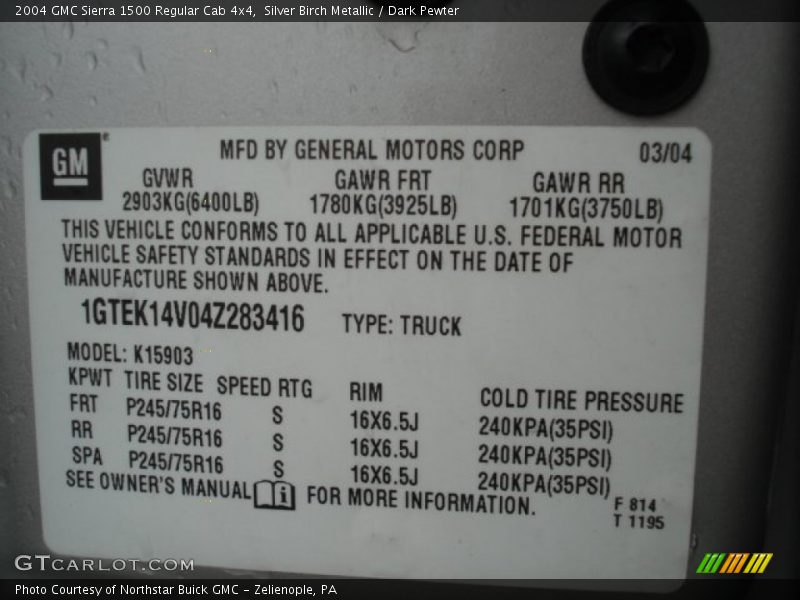 2004 GMC Sierra 1500 Regular Cab 4x4, Silver Birch Metallic / Dark Pewter
GM®
MFD BY GENERAL MOTORS CORP 03/04
GVWR GAWR FRT GAWR RR
2903KG(6400LB) 1780KG(3925LB) 1701KG(3750LB)
THIS VEHICLE CONFORMS TO ALL APPLICABLE U.S. FEDERAL MOTOR
VEHICLE SAFETY STANDARDS IN EFFECT ON THE DATE OF
MANUFACTURE SHOWN ABOVE.
1GTEK14V04Z283416 TYPE: TRUCK
MODEL: K15903
KPWT TIRE SIZE SPEED RTG RIM COLD TIRE PRESSURE
FRT P245/75R16 S 16X6.5J 240KPA(35PSI)
RR P245/75R16 S 16X6.5J 240KPA(35PSI)
SPA P245/75R16 S 16X6.5J 240KPA(35PSI)
SEE OWNER'S MANUAL i FOR MORE INFORMATION.
F 814
T 1195
GTCARLOT.COM
Photo Courtesy of Northstar Buick GMC - Zelienople, PA